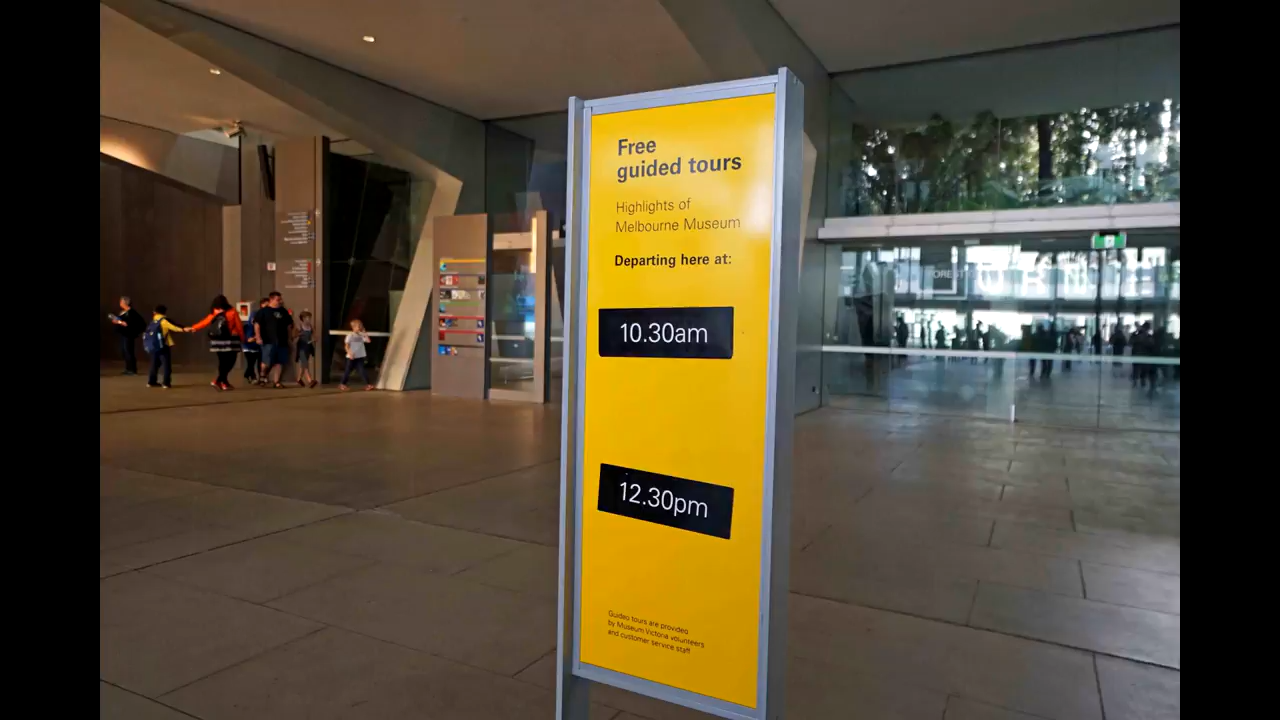 Free
guided tours
Highlights of
Melbourne Museum
Departing here at:
10.30am
12.30pm
Guided tours are provided
by Museum Victoria volunteers
and customer service staff
FOREST